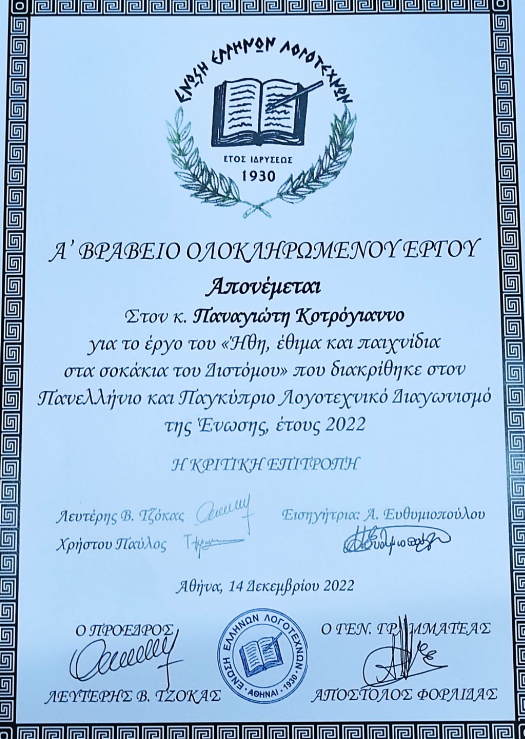 ΕΝΩΣΗ ΕΛΛΗΝΩΝ ΛΟΓΟΤΕΧΝΩΝ
ΕΤΟΣ ΙΔΡΥΣΕΩΣ
1930
Α' ΒΡΑΒΕΙΟ ΟΛΟΚΛΗΡΩΜΕΝΟΥ ΕΡΓΟΥ
Απονέμεται
Στον κ. Παναγιώτη Κοτρόγιαννο
για το έργο του «Ήθη, έθιμα και παιχνίδια
στα σοκάκια του Διστόμου» που διακρίθηκε στον
Πανελλήνιο και Παγκύπριο Λογοτεχνικό Διαγωνισμό
της Ένωσης, έτους 2022
Η ΚΡΙΤΙΚΗ ΕΠΙΤΡΟΠΗ
Λευτέρης Β. Τζόκας Εισηγήτρια: Α. Ευθυμιοπούλου
Χρήστου Παύλος
Αθήνα, 14 Δεκεμβρίου 2022
Ο ΠΡΟΕΔΡΟΣ Ο ΓΕΝ. ΓΡΑΜΜΑΤΕΑΣ
ΕΝΩΣΗ ΕΛΛΗΝΩΝ ΛΟΓΟΤΕΧΝΩΝ
ΑΘΗΝΑΙ · 1930
ΛΕΥΤΕΡΗΣ Β. ΤΖΟΚΑΣ ΑΠΟΣΤΟΛΟΣ ΦΟΡΛΙΔΑΣ